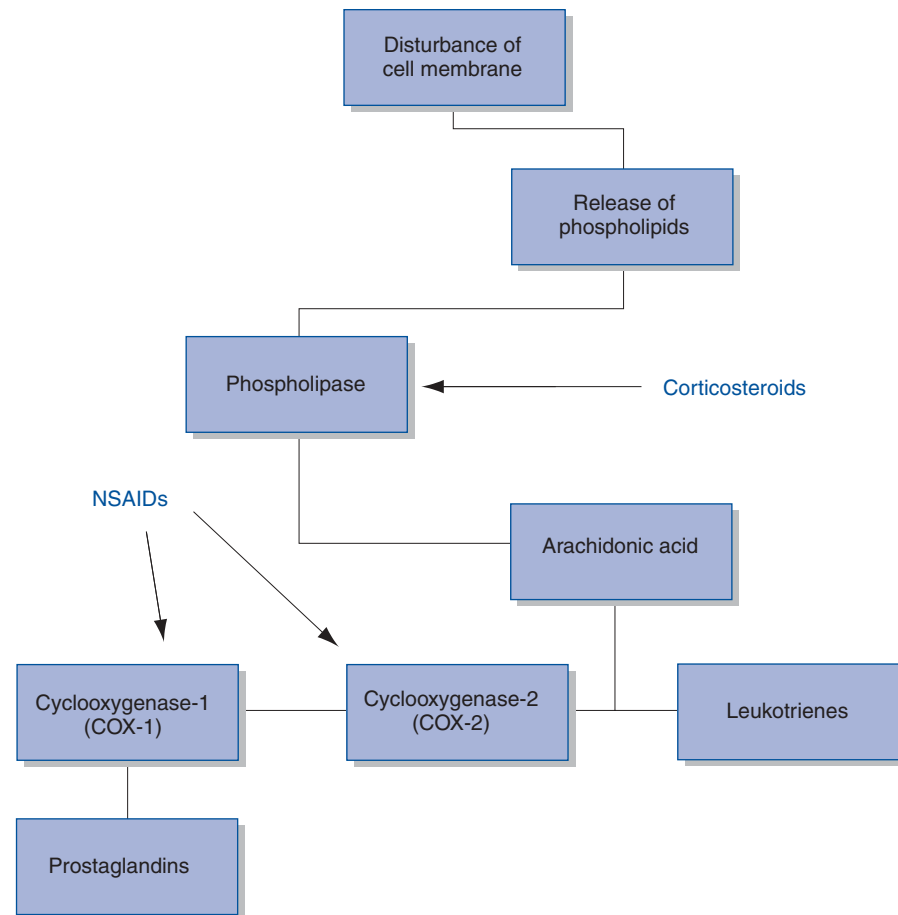 Disturbance of
cell membrane
Release of
phospholipids
Phospholipase
Corticosteroids
NSAIDs
Arachidonic acid
Cyclooxygenase-1
(COX-1)
Cyclooxygenase-2
(COX-2)
Leukotrienes
Prostaglandins